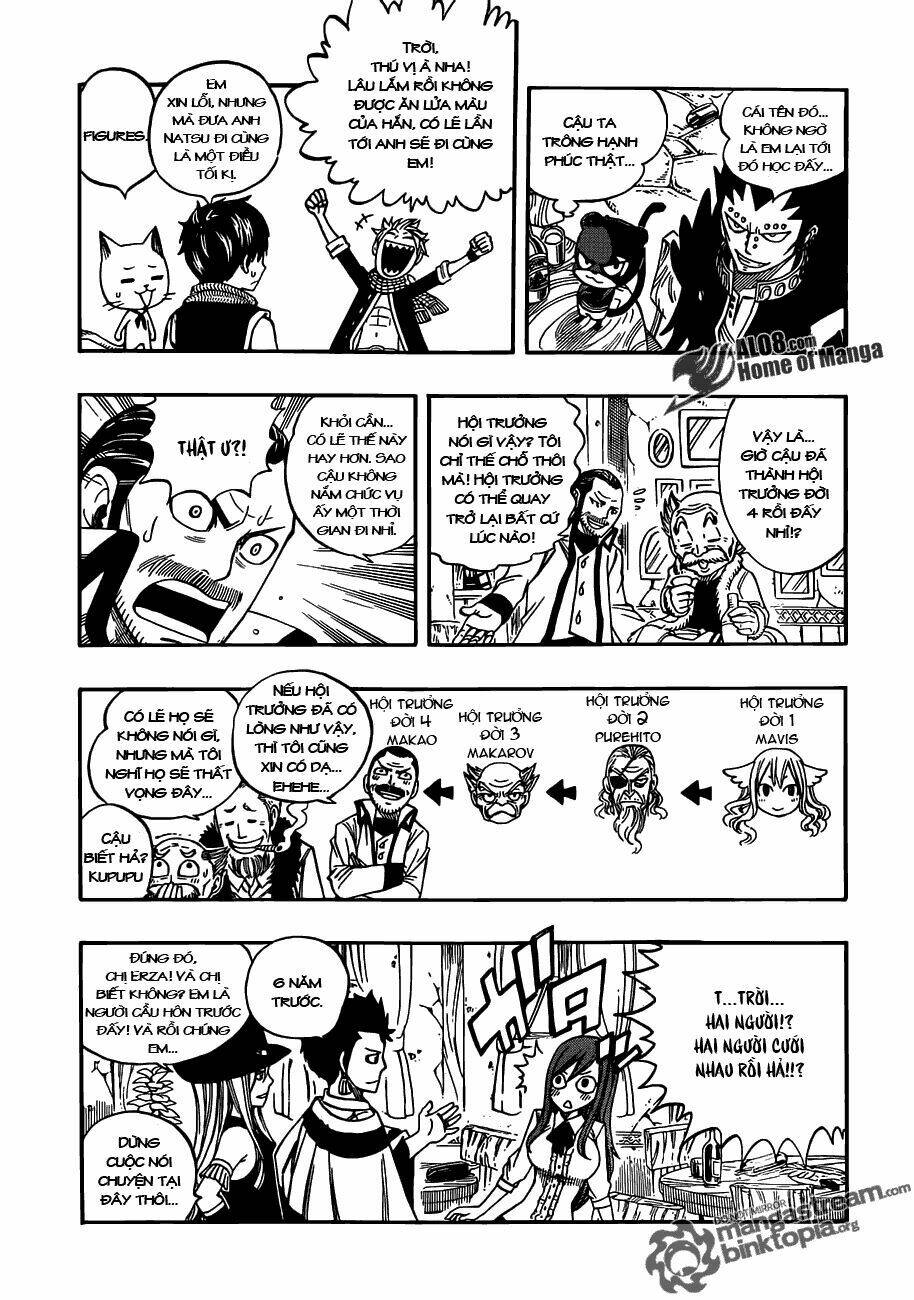 CÁI TÊN ĐÓ...
KHÔNG NGỜ
LÀ EM LẠI TỚI
ĐÓ HỌC ĐẤY...
CẬU TA
TRÔNG HẠNH
PHÚC THẬT...
TRỜI,
THÚ VỊ À NHA!
LÂU LẮM RỒI KHÔNG
ĐƯỢC ĂN LỬA MÀU
CỦA HẮN, CÓ LẼ LẦN
TỚI ANH SẼ ĐI CÙNG
EM!
EM
XIN LỖI, NHƯNG
MÀ ĐƯA ANH
NATSU ĐI CÙNG
LÀ MỘT ĐIỀU
TỐI KỊ.
FIGURES.
AL08.com
Home of Manga
VẬY LÀ...
GIỜ CẬU ĐÃ
THÀNH HỘI
TRƯỞNG ĐỜI
4 RỒI ĐẤY
NHỈ!?
HỘI TRƯỞNG
NÓI GÌ VẬY? TÔI
CHỈ THẾ CHỖ THÔI
MÀ! HỘI TRƯỞNG
CÓ THỂ QUAY
TRỞ LẠI BẤT CỨ
LÚC NÀO!
KHỎI CẦN...
CÓ LẼ THẾ NÀY
HAY HƠN. SAO
CẬU KHÔNG
NẮM CHỨC VỤ
ẤY MỘT THỜI
GIAN ĐI NHỈ.
THẬT Ư?!
HỘI TRƯỞNG
ĐỜI 1
MAVIS
HỘI TRƯỞNG
ĐỜI 2
PUREHITO
HỘI TRƯỞNG
ĐỜI 3
MAKAROV
HỘI TRƯỞNG
ĐỜI 4
MAKAO
NẾU HỘI
TRƯỞNG ĐÃ CÓ
LÒNG NHƯ VẬY,
THÌ TÔI CŨNG
XIN CÓ DẠ...
EHEHE...
CÓ LẼ HỌ SẼ
KHÔNG NÓI GÌ,
NHƯNG MÀ TÔI
NGHĨ HỌ SẼ THẤT
VỌNG ĐẤY...
CẬU
BIẾT HẢ?
KUPUPU
T...TRỜI...
HAI NGƯỜI!?
HAI NGƯỜI CƯỚI
NHAU RỒI HẢ!!?
ガーン
6 NĂM
TRƯỚC.
ĐÚNG ĐÓ,
CHỊ ERZA! VÀ CHỊ
BIẾT KHÔNG? EM LÀ
NGƯỜI CẦU HÔN TRƯỚC
ĐẤY! VÀ RỒI CHÚNG
EM...
DỪNG
CUỘC NÓI
CHUYỆN TẠI
ĐÂY THÔI...
DO NOT MIRROR
mangastream.com
binktopia.org